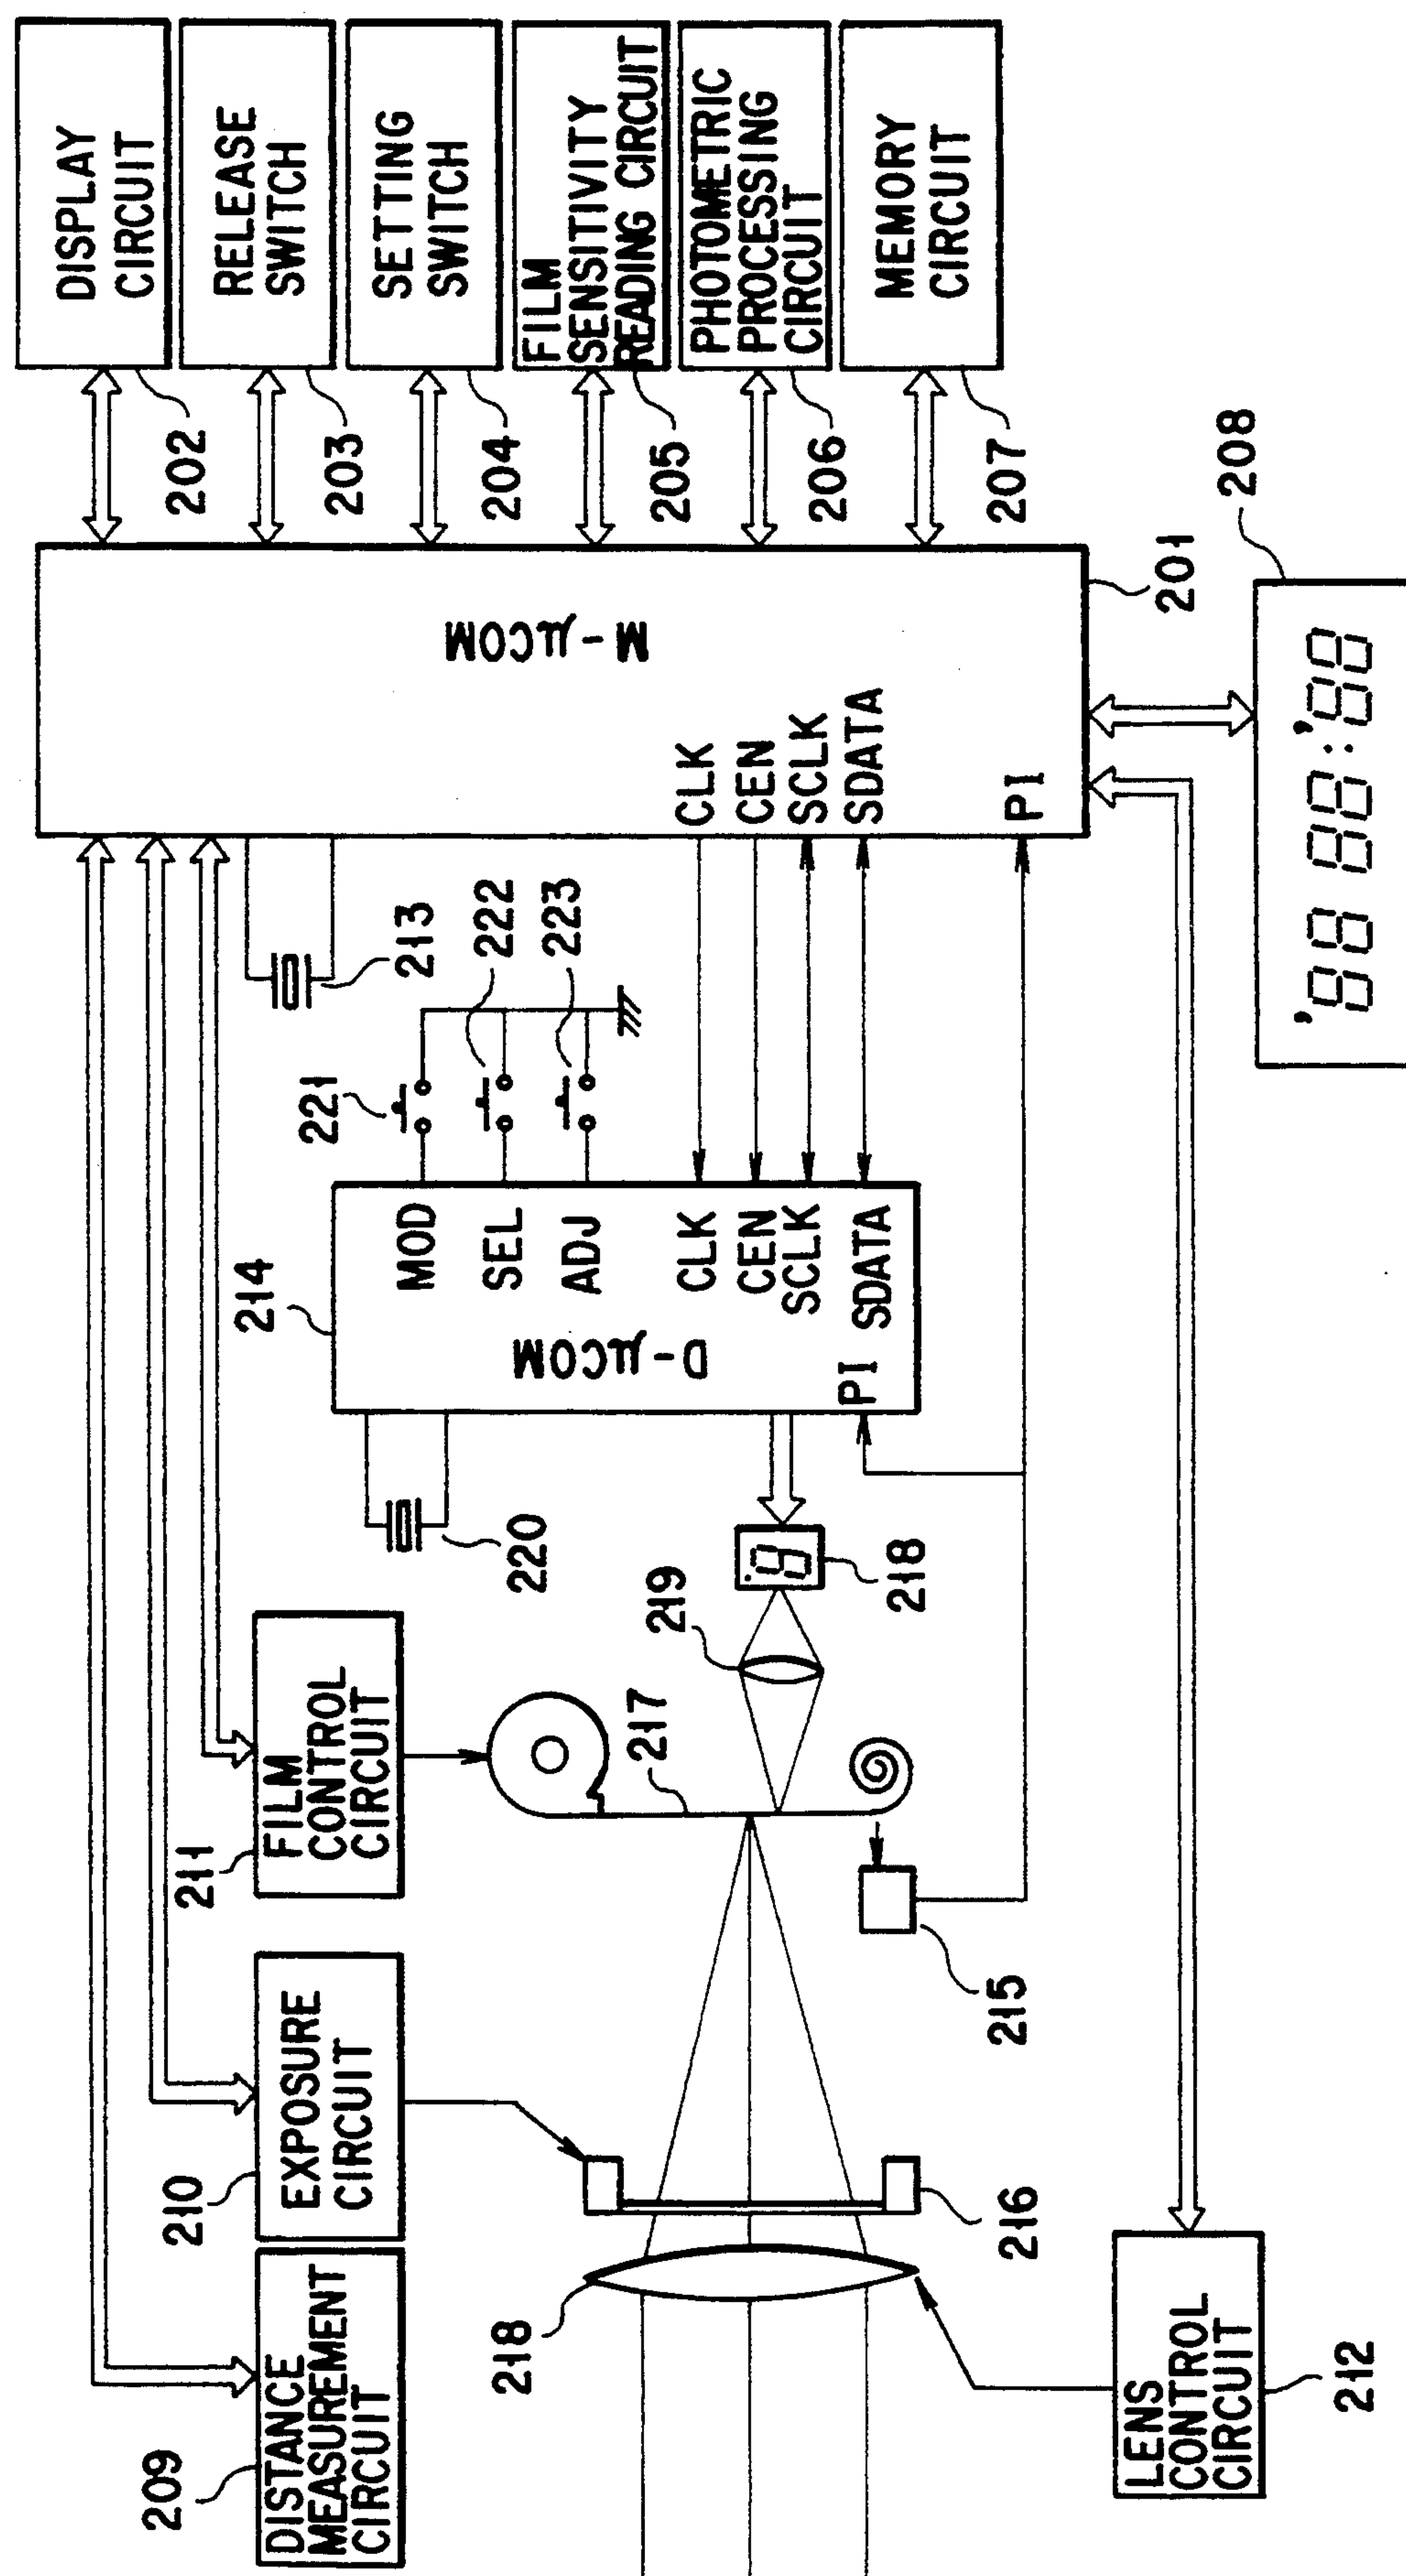 DISPLAY
CIRCUIT
202
RELEASE
SWITCH
203
SETTING
SWITCH
204
FILM
SENSITIVITY
READING CIRCUIT
205
PHOTOMETRIC
PROCESSING
CIRCUIT
206
MEMORY
CIRCUIT
207
M-μCOM
CLK
CEN
SCLK
SDATA
PI
201
208
'88 88:'88
213
221
222
223
214
MOD
SEL
ADJ
CLK
CEN
SCLK
SDATA
PI
D-μCOM
220
218
219
217
211
FILM
CONTROL
CIRCUIT
215
210
EXPOSURE
CIRCUIT
216
218
209
DISTANCE
MEASUREMENT
CIRCUIT
LENS
CONTROL
CIRCUIT
212